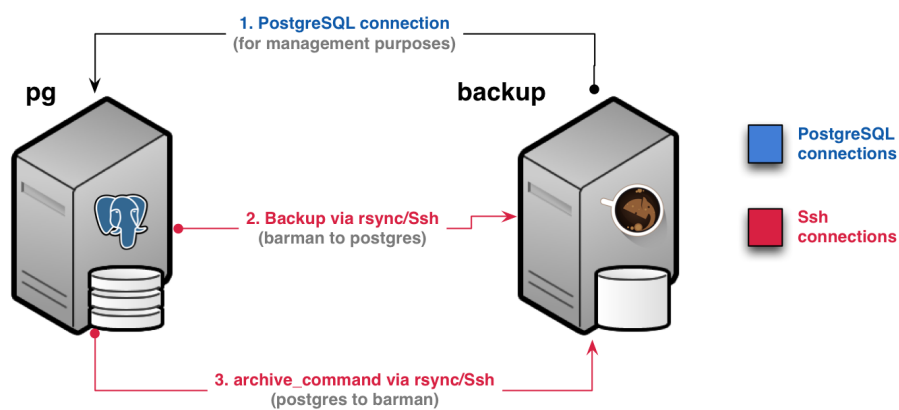 1. PostgreSQL connection
(for management purposes)
pg
backup
PostgreSQL
connections
2. Backup via rsync/Ssh
(barman to postgres)
Ssh
connections
3. archive_command via rsync/Ssh
(postgres to barman)